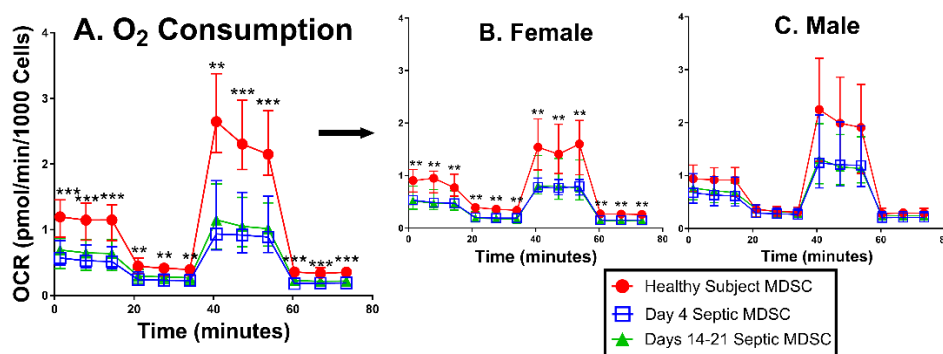 A. O₂ Consumption
OCR (pmol/min/1000 Cells)
4
3
2
1
0
*** *** *** ** ** ** ** *** *** *** *** ***
0 20 40 60 80
Time (minutes)
B. Female
4
3
2
1
0
** ** ** ** ** ** ** ** ** ** ** **
0 20 40 60 80
Time (minutes)
C. Male
4
3
2
1
0
0 20 40 60 80
Time (minutes)
Healthy Subject MDSC
Day 4 Septic MDSC
Days 14-21 Septic MDSC